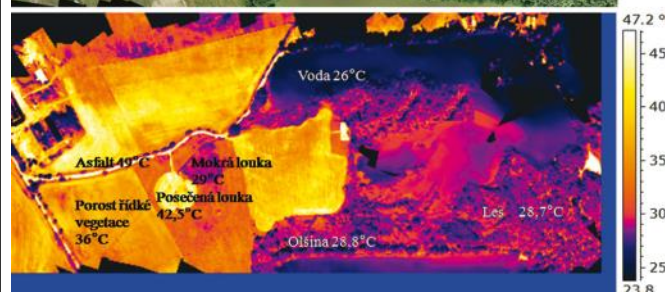 47.2 °
Voda 26°C
45
40
Asfalt 49°C
Mokrá louka
29°C
35
Posečená louka
42,5°C
Porost řídké
vegetace
36°C
30
Les 28,7°C
Olšina 28.8°C
25
23.8